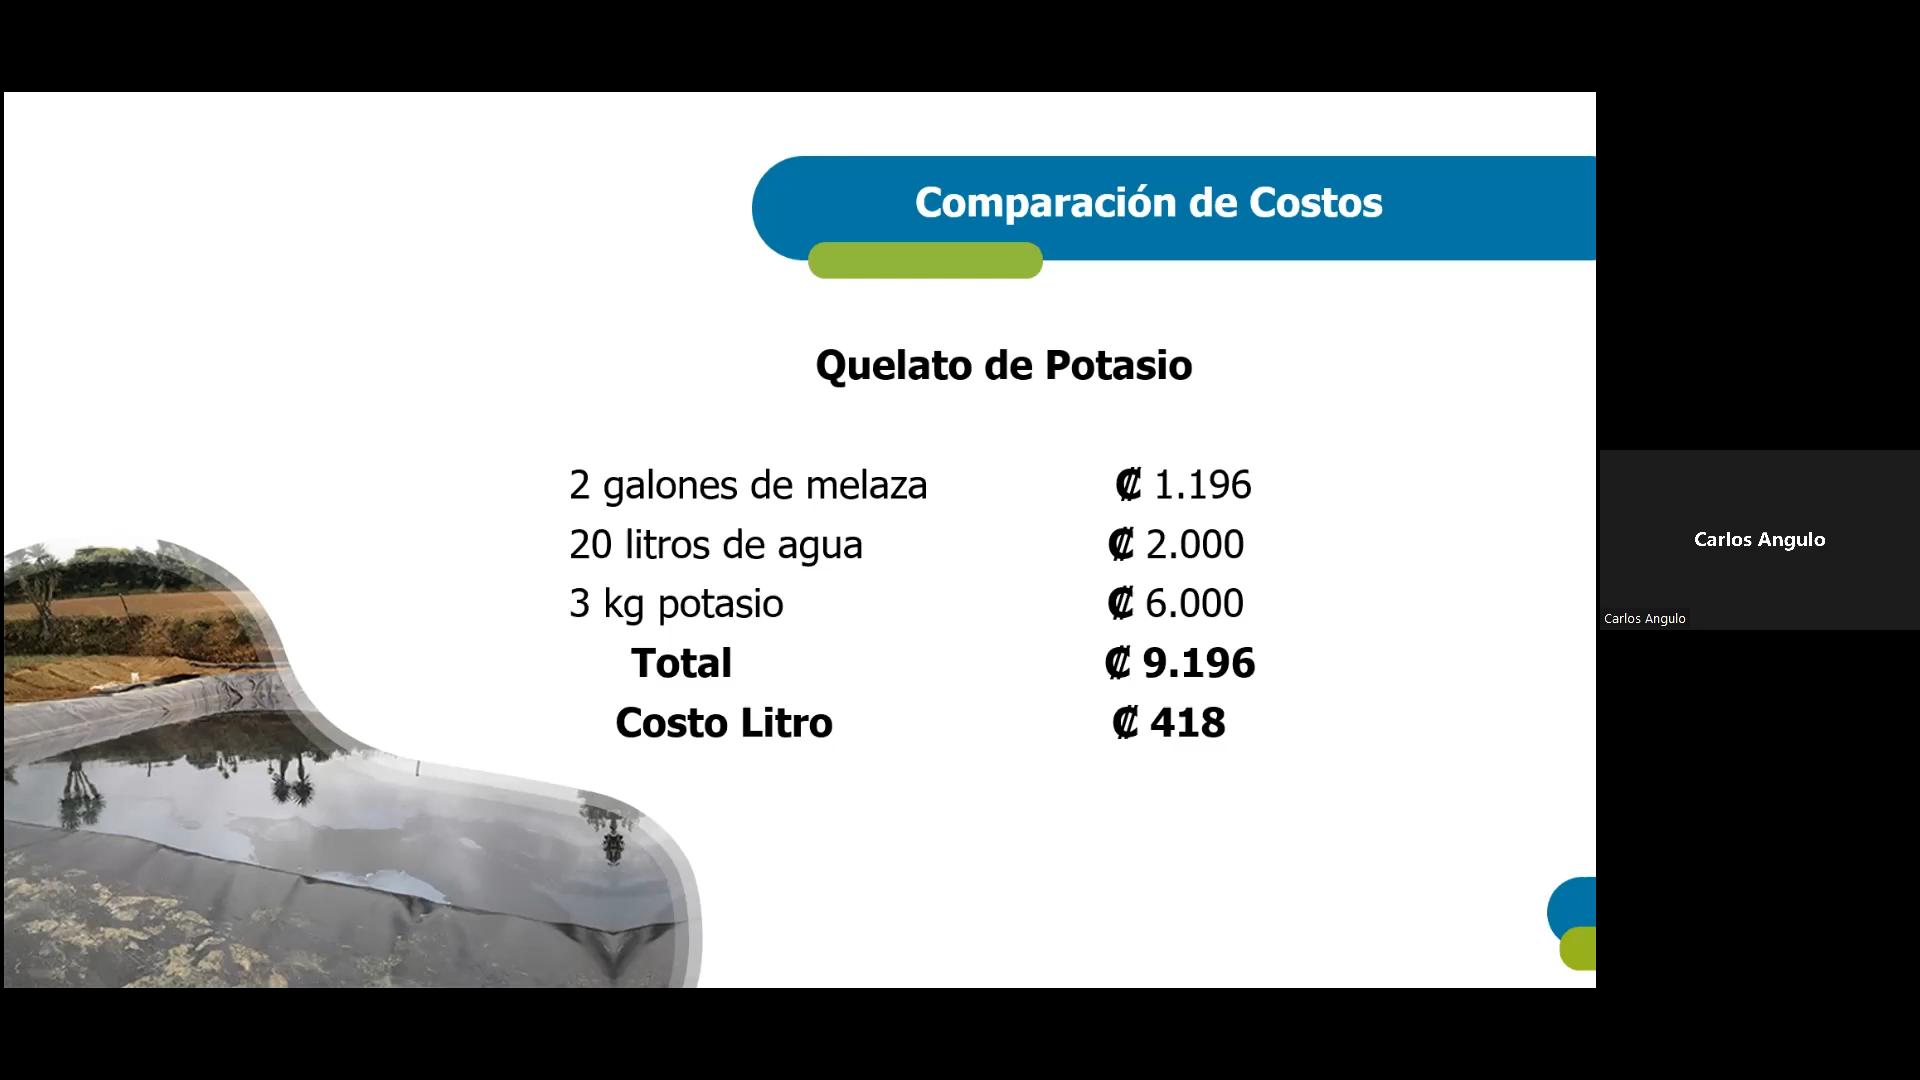 Comparación de Costos
Quelato de Potasio
2 galones de melaza ₡ 1.196
20 litros de agua ₡ 2.000
3 kg potasio ₡ 6.000
Total ₡ 9.196
Costo Litro ₡ 418
Carlos Angulo
Carlos Angulo